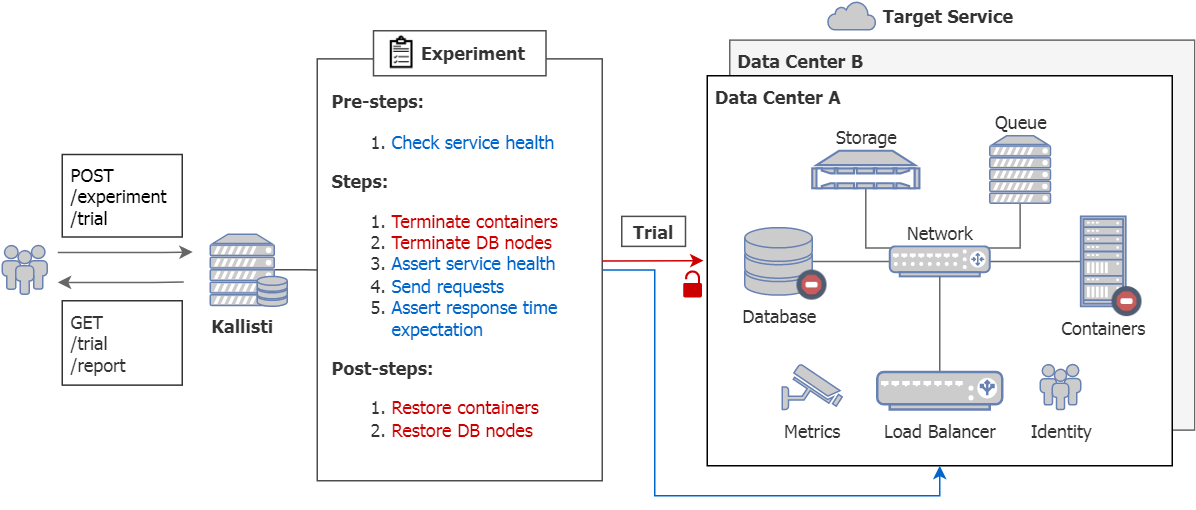 Target Service
Experiment
Data Center B
Data Center A
Pre-steps:
1. Check service health
Steps:
1. Terminate containers
2. Terminate DB nodes
3. Assert service health
4. Send requests
5. Assert response time
expectation
Post-steps:
1. Restore containers
2. Restore DB nodes
POST
/experiment
/trial
GET
/trial
/report
Kallisti
Trial
Storage
Queue
Network
Database
Containers
Metrics
Load Balancer
Identity